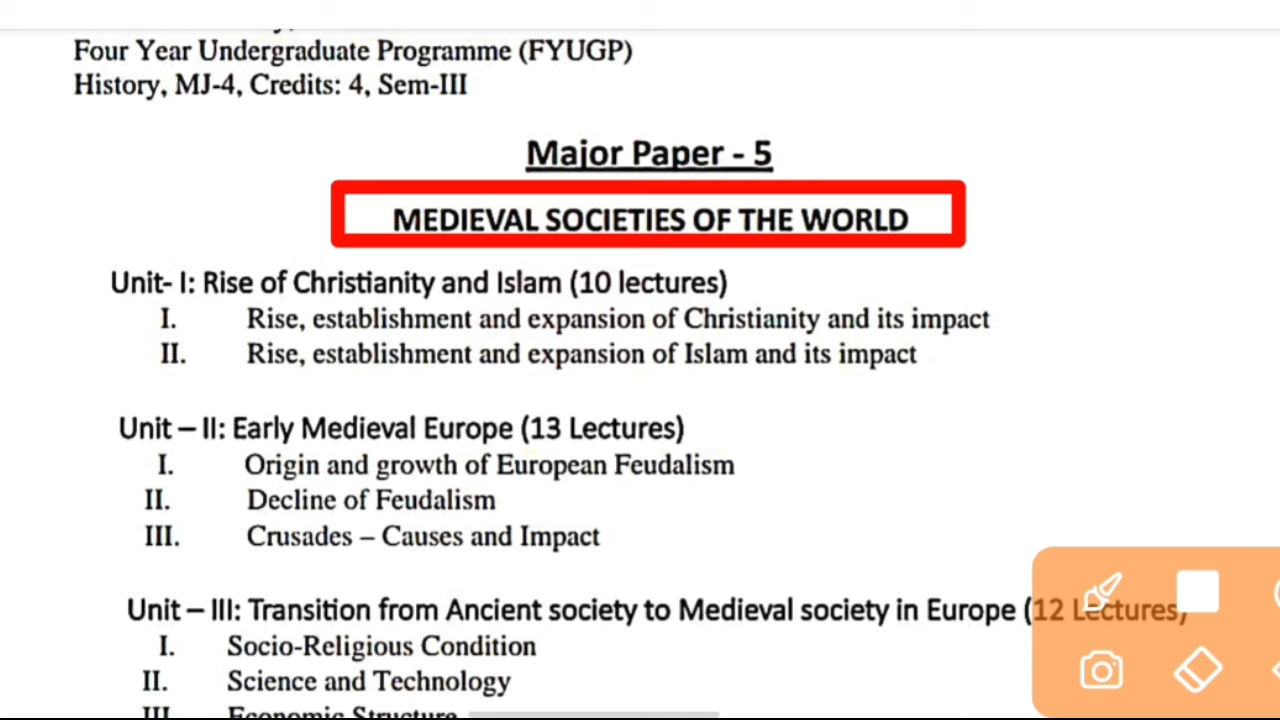 Four Year Undergraduate Programme (FYUGP)
History, MJ-4, Credits: 4, Sem-III
Major Paper - 5
MEDIEVAL SOCIETIES OF THE WORLD
Unit- I: Rise of Christianity and Islam (10 lectures)
I. Rise, establishment and expansion of Christianity and its impact
II. Rise, establishment and expansion of Islam and its impact
Unit – II: Early Medieval Europe (13 Lectures)
I. Origin and growth of European Feudalism
II. Decline of Feudalism
III. Crusades – Causes and Impact
Unit – III: Transition from Ancient society to Medieval society in Europe (12 Lectures)
I. Socio-Religious Condition
II. Science and Technology
III Economic Structure